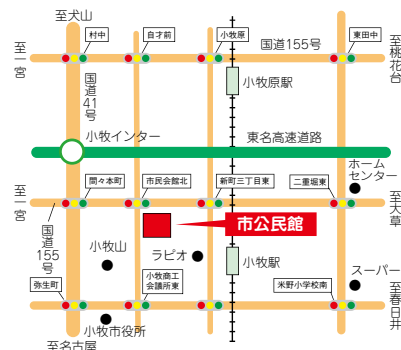 至犬山
村中
自才前
小牧原
国道155号
東田中
至一宮
至桃花台
国道41号
小牧原駅
小牧インター
東名高速道路
ホーム
センター
至一宮
間々本町
市民会館北
新町三丁目東
二重堀東
至大草
国道155号
市公民館
小牧山
ラピオ
小牧駅
弥生町
小牧商工
会議所東
米野小学校南
スーパー
至春日井
小牧市役所
至名古屋